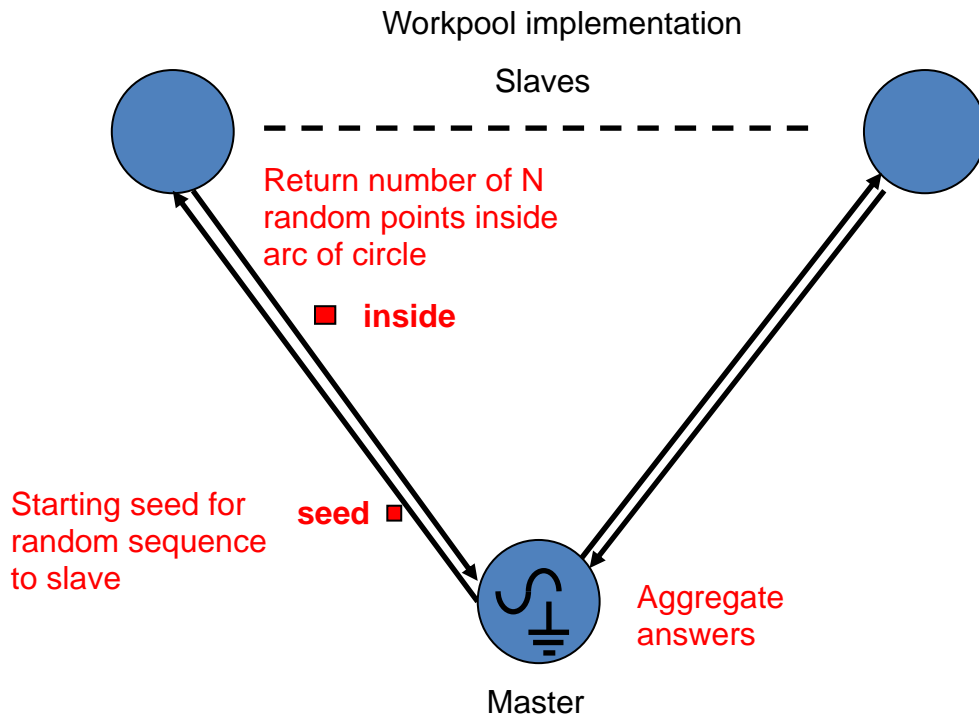 Workpool implementation
Slaves
Return number of N
random points inside
arc of circle
inside
Starting seed for
random sequence
to slave
seed
Aggregate
answers
Master